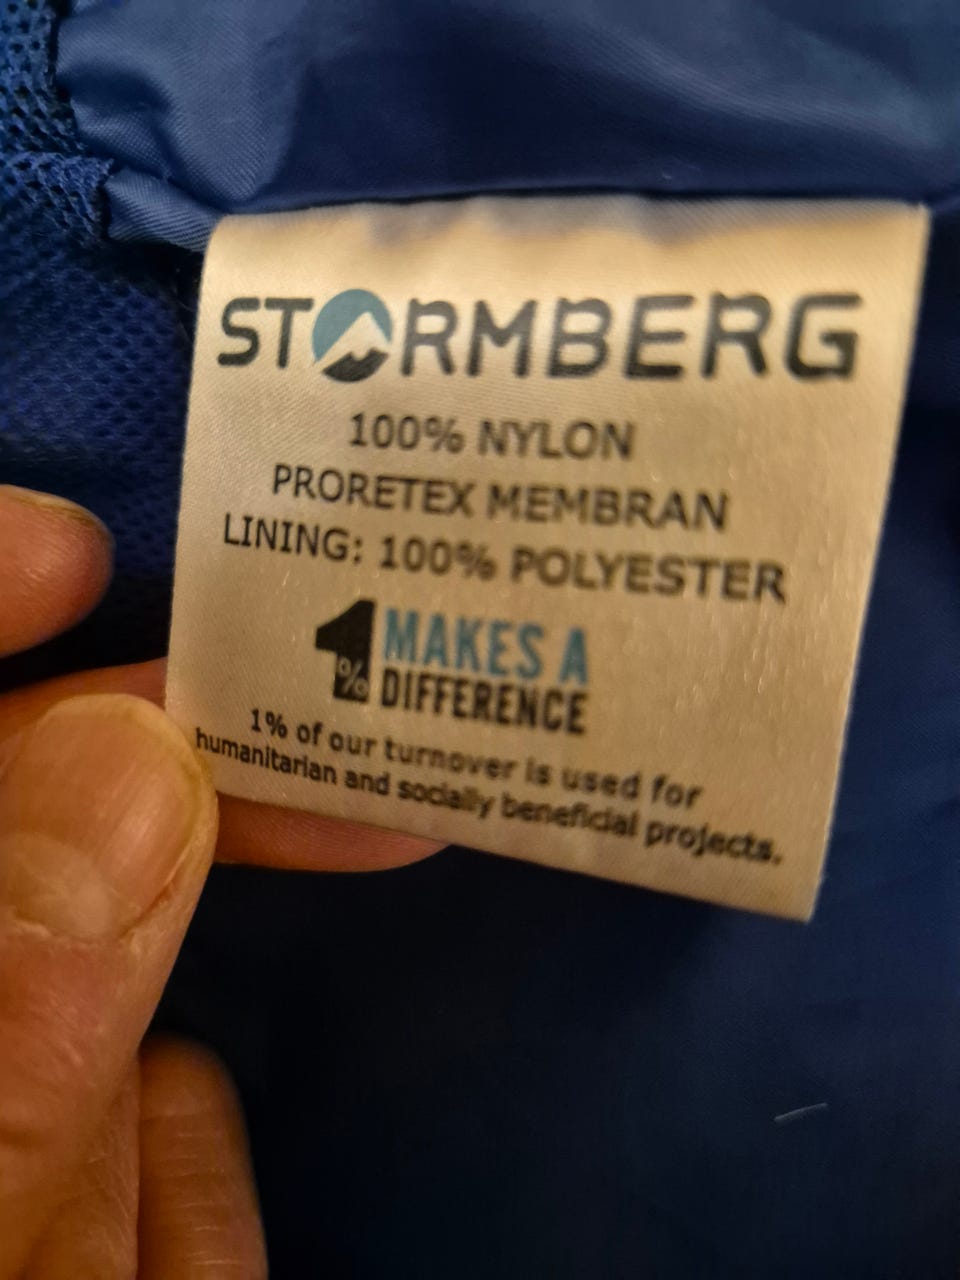 STORMBERG
100% NYLON
PRORETEX MEMBRAN
LINING: 100% POLYESTER
1% MAKES A
DIFFERENCE
1% of our turnover is used for
humanitarian and socially beneficial projects.